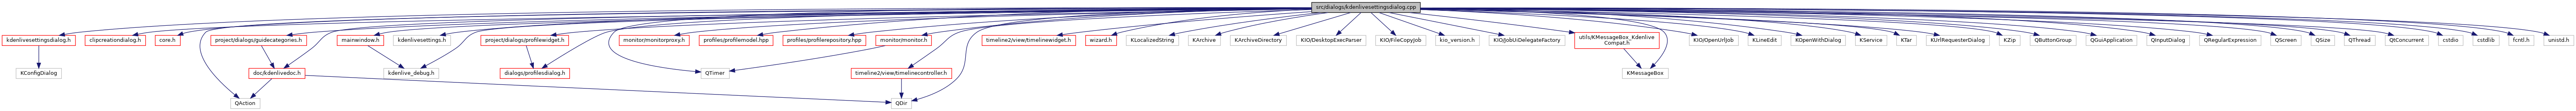 src/dialogs/kdenlivesettingsdialog.cpp
kdenlivesettingsdialog.h
clipcreationdialog.h
core.h
project/dialogs/guidecategories.h
mainwindow.h
kdenlivesettings.h
project/dialogs/profilewidget.h
monitor/monitorproxy.h
profiles/profilemodel.hpp
profiles/profilerepository.hpp
monitor/monitor.h
timeline2/view/timelinewidget.h
wizard.h
KLocalizedString
KArchive
KArchiveDirectory
KIO/DesktopExecParser
KIO/FileCopyJob
kio_version.h
KIO/JobUiDelegateFactory
utils/KMessageBox_Kdenlive
Compat.h
KIO/OpenUrlJob
KLineEdit
KOpenWithDialog
KService
KTar
KUrlRequesterDialog
KZip
QButtonGroup
QGuiApplication
QInputDialog
QRegularExpression
QScreen
QSize
QThread
QtConcurrent
cstdio
cstdlib
fcntl.h
unistd.h
KConfigDialog
doc/kdenlivedoc.h
kdenlive_debug.h
dialogs/profilesdialog.h
QTimer
timeline2/view/timelinecontroller.h
KMessageBox
QAction
QDir